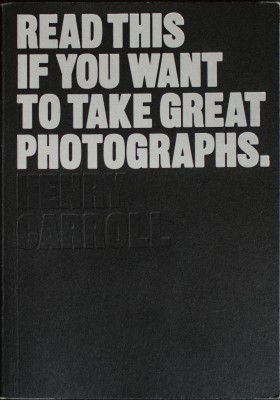 READ THIS
IF YOU WANT
TO TAKE GREAT
PHOTOGRAPHS.
HENRY
CARROLL